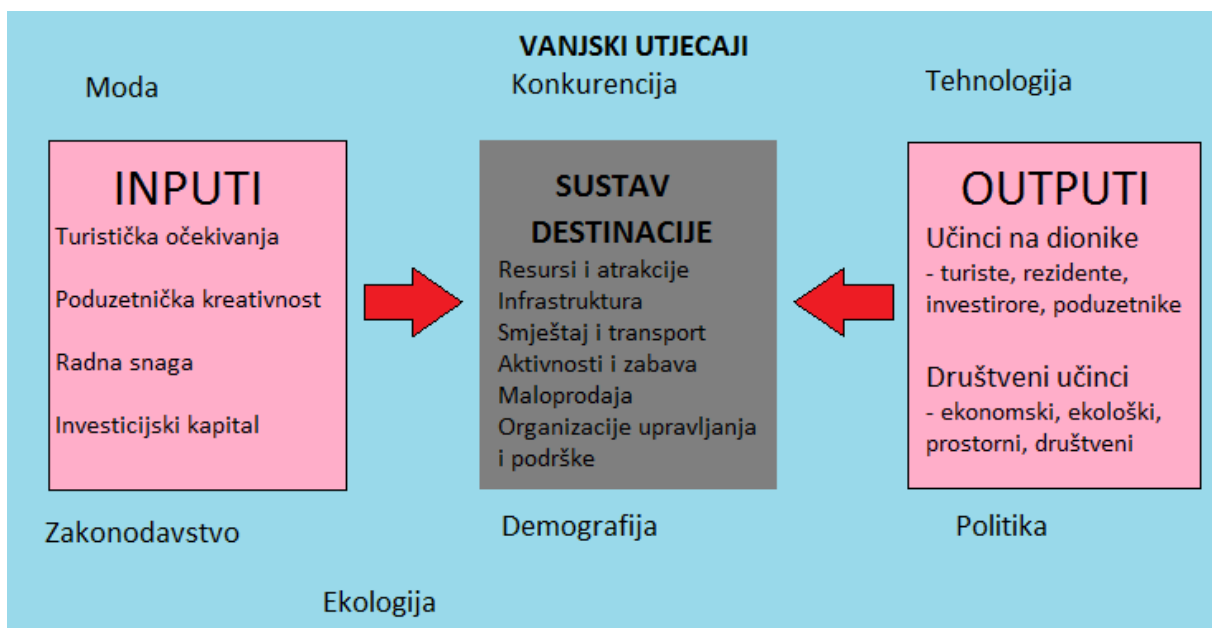 VANJSKI UTJECAJI
Moda
Konkurencija
Tehnologija
INPUTI
Turistička očekivanja
Poduzetnička kreativnost
Radna snaga
Investicijski kapital
SUSTAV
DESTINACIJE
Resursi i atrakcije
Infrastruktura
Smještaj i transport
Aktivnosti i zabava
Maloprodaja
Organizacije upravljanja
i podrške
OUTPUTI
Učinci na dionike
- turiste, rezidente,
investirore, poduzetnike
Društveni učinci
- ekonomski, ekološki,
prostorni, društveni
Zakonodavstvo
Demografija
Politika
Ekologija